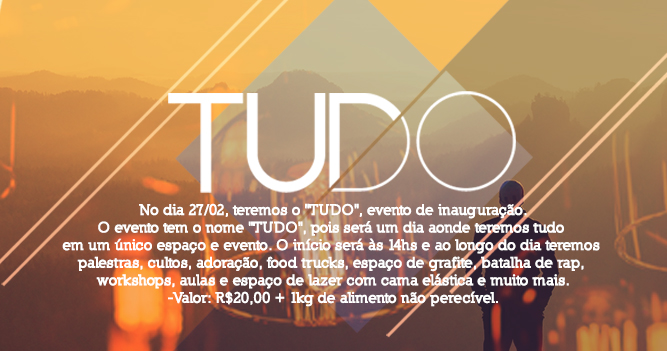 TUDO
No dia 27/02, teremos o "TUDO", evento de inauguração.
O evento tem o nome "TUDO", pois será um dia aonde teremos tudo
em um único espaço e evento. O início será às 14hs e ao longo do dia teremos
palestras, cultos, adoração, food trucks, espaço de grafite, batalha de rap,
workshops, aulas e espaço de lazer com cama elástica e muito mais.
-Valor: R$20,00 + 1kg de alimento não perecível.